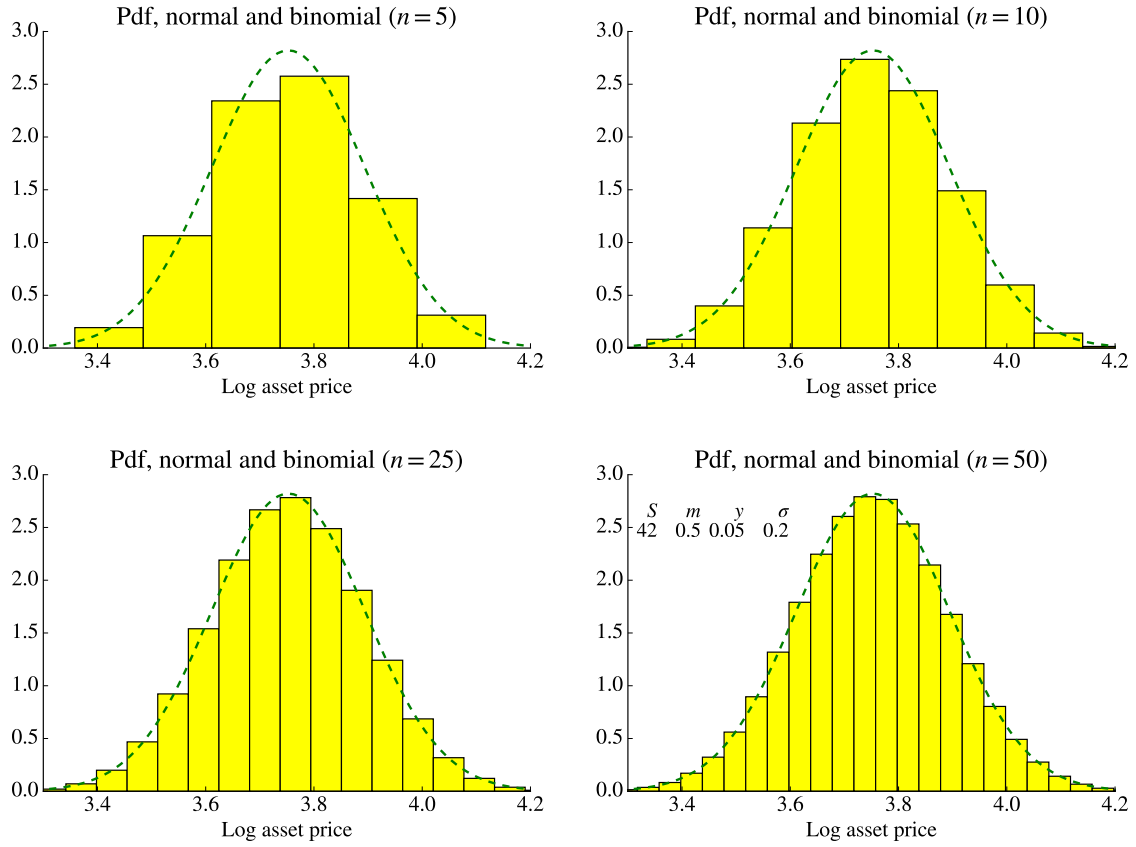 Pdf, normal and binomial (n = 5)
3.0
2.5
2.0
1.5
1.0
0.5
0.0
3.4 3.6 3.8 4.0 4.2
Log asset price
Pdf, normal and binomial (n = 10)
3.0
2.5
2.0
1.5
1.0
0.5
0.0
3.4 3.6 3.8 4.0 4.2
Log asset price
Pdf, normal and binomial (n = 25)
3.0
2.5
2.0
1.5
1.0
0.5
0.0
3.4 3.6 3.8 4.0 4.2
Log asset price
Pdf, normal and binomial (n = 50)
S m y σ
42 0.5 0.05 0.2
3.0
2.5
2.0
1.5
1.0
0.5
0.0
3.4 3.6 3.8 4.0 4.2
Log asset price